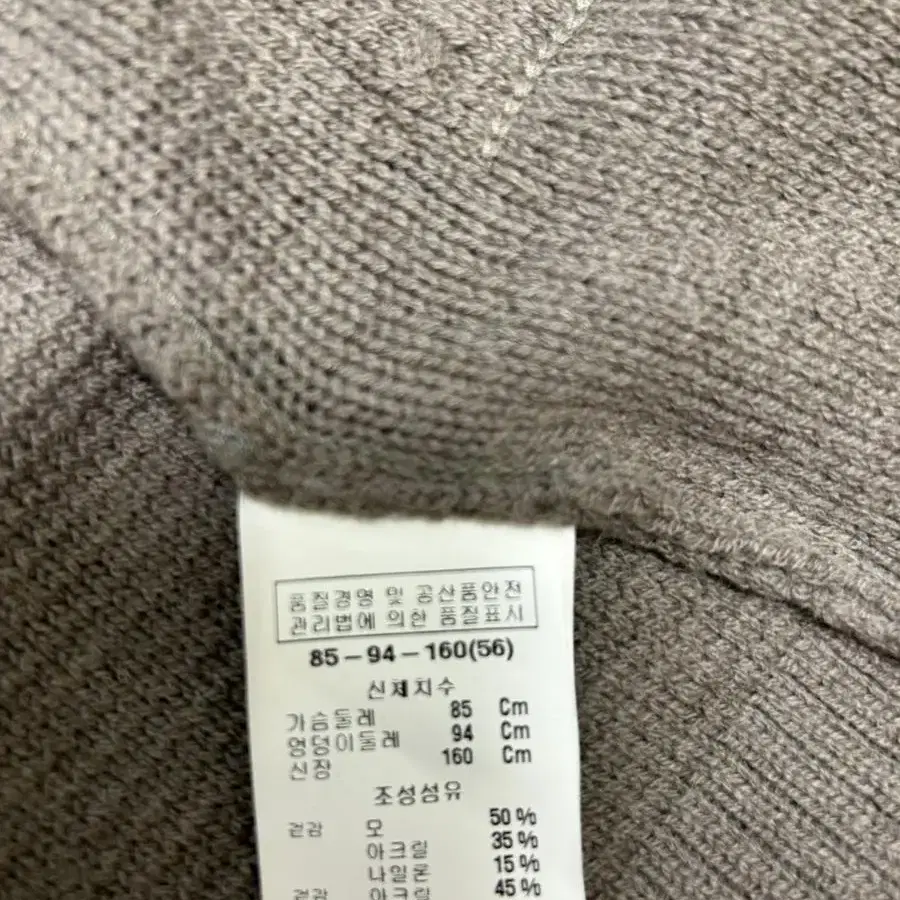 품질경영 및 공산품안전
관리법에 의한 품질표시
85-94-160(56)
신체치수
가슴둘레 85 Cm
엉덩이둘레 94 Cm
신장 160 Cm
조성섬유
겉감 모 50%
아크릴 35%
나일론 15%
겉감 아크릴 45%